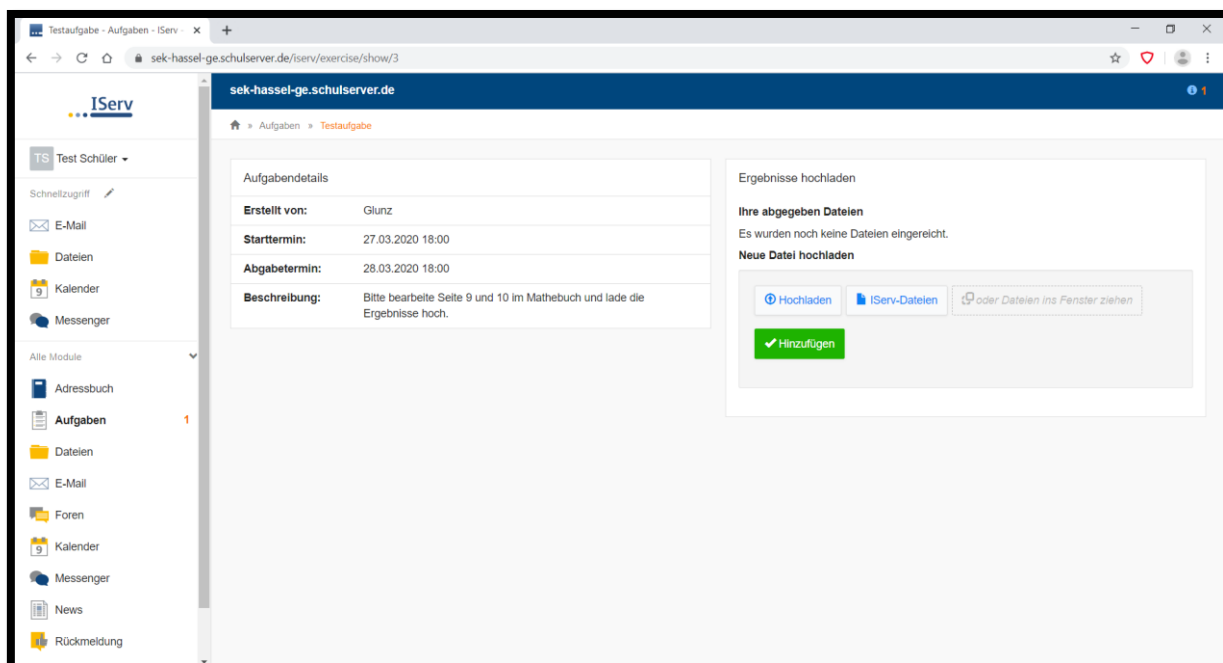 Testaufgabe - Aufgaben - IServ -
sek-hassel-ge.schulserver.de/iserv/exercise/show/3
IServ
TS Test Schüler
Schnellzugriff
E-Mail
Dateien
9 Kalender
Messenger
Alle Module
Adressbuch
Aufgaben 1
Dateien
E-Mail
Foren
9 Kalender
Messenger
News
Rückmeldung
sek-hassel-ge.schulserver.de 1
» Aufgaben » Testaufgabe
Aufgabendetails
Erstellt von: Glunz
Starttermin: 27.03.2020 18:00
Abgabetermin: 28.03.2020 18:00
Beschreibung: Bitte bearbeite Seite 9 und 10 im Mathebuch und lade die
Ergebnisse hoch.
Ergebnisse hochladen
Ihre abgegeben Dateien
Es wurden noch keine Dateien eingereicht.
Neue Datei hochladen
Hochladen IServ-Dateien oder Dateien ins Fenster ziehen
Hinzufügen